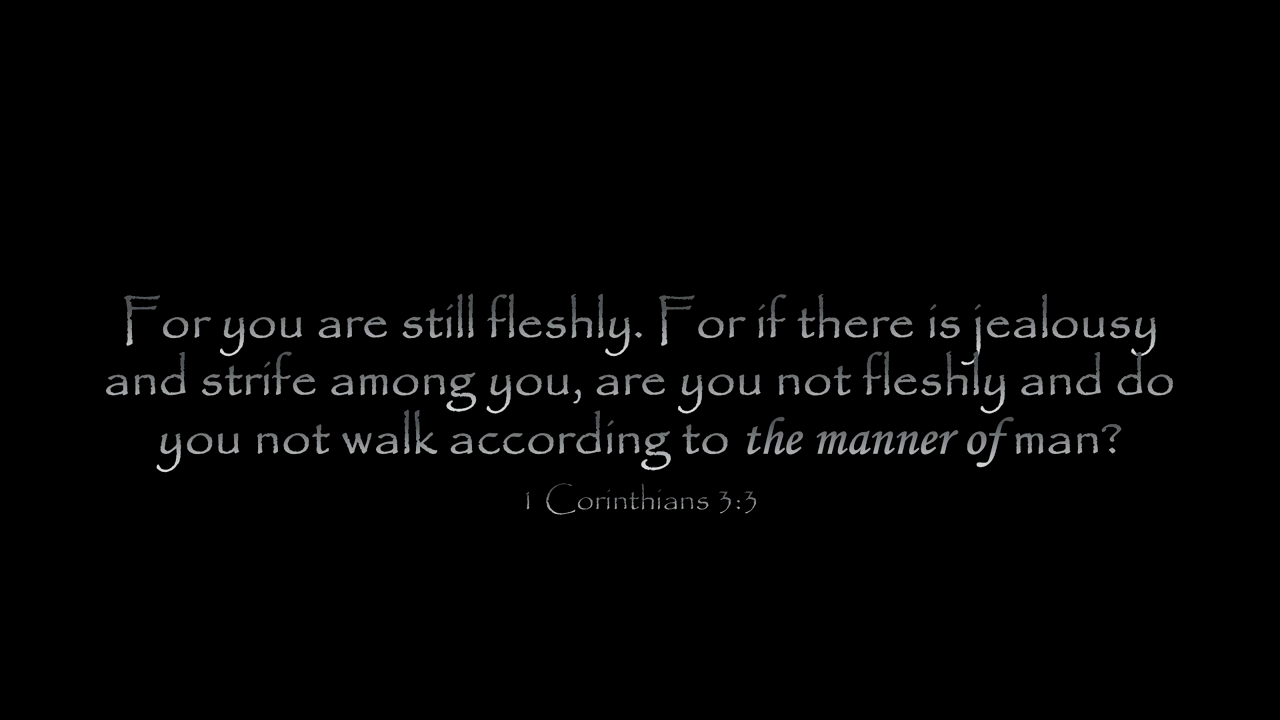 For you are still fleshly. For if there is jealousy
and strife among you, are you not fleshly and do
you not walk according to the manner of man?
1 Corinthians 3:3